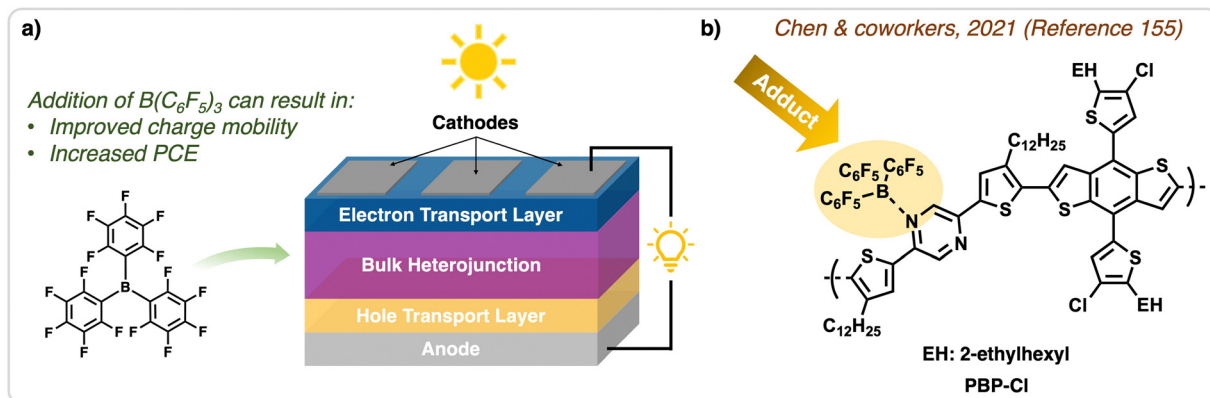 a)
Addition of B(C₆F₅)₃ can result in:
• Improved charge mobility
• Increased PCE
F
F
F
F
F
B
F
F
F
F
F
F
F
F
F
F
Cathodes
Electron Transport Layer
Bulk Heterojunction
Hole Transport Layer
Anode
b)
Chen & coworkers, 2021 (Reference 155)
Adduct
EH
Cl
S
C₁₂H₂₅
C₆F₅
C₆F₅
C₆F₅
B
N
N
S
S
S
S
C₁₂H₂₅
S
Cl
EH
EH: 2-ethylhexyl
PBP-Cl